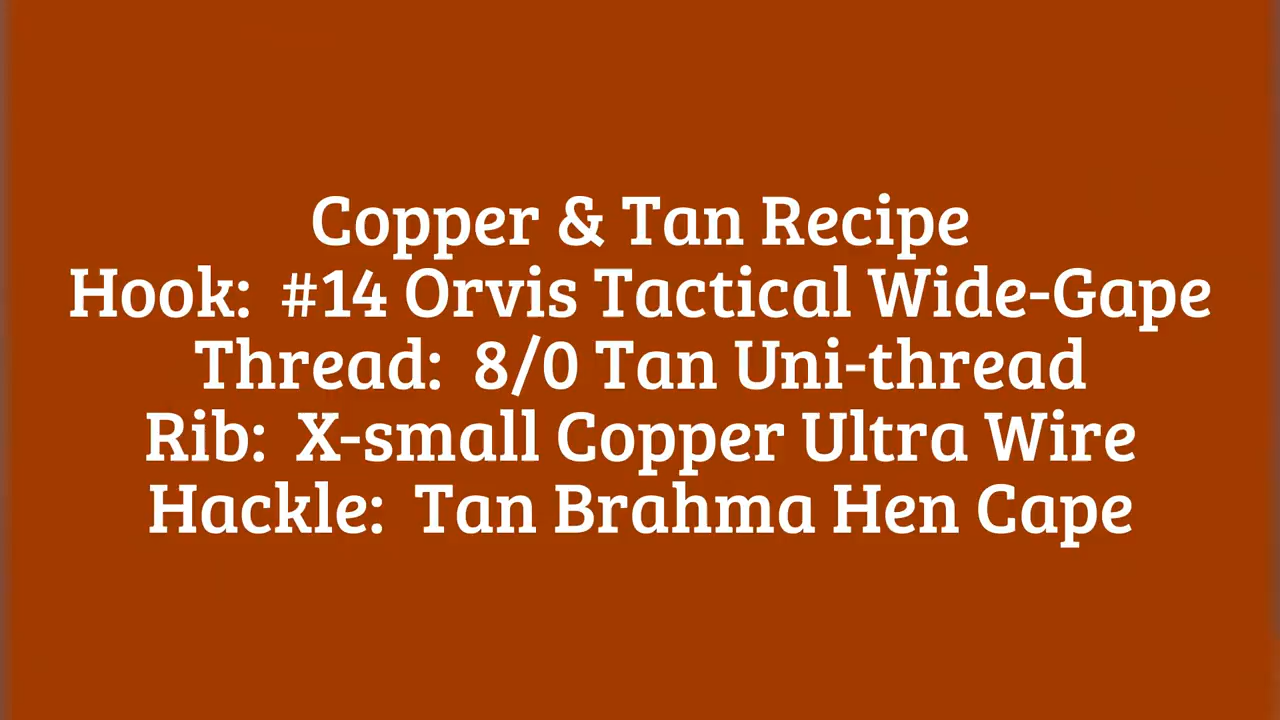 Copper & Tan Recipe
Hook:  #14 Orvis Tactical Wide-Gape
Thread:  8/0 Tan Uni-thread
Rib:  X-small Copper Ultra Wire
Hackle:  Tan Brahma Hen Cape